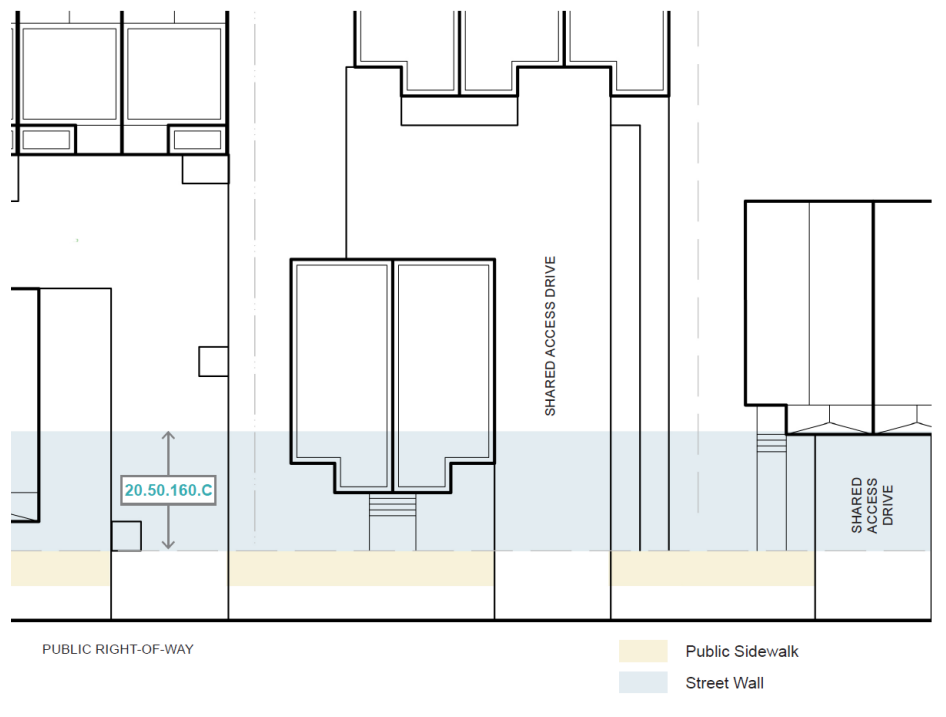 SHARED ACCESS DRIVE
20.50.160.C
SHARED
ACCESS
DRIVE
PUBLIC RIGHT-OF-WAY
Public Sidewalk
Street Wall